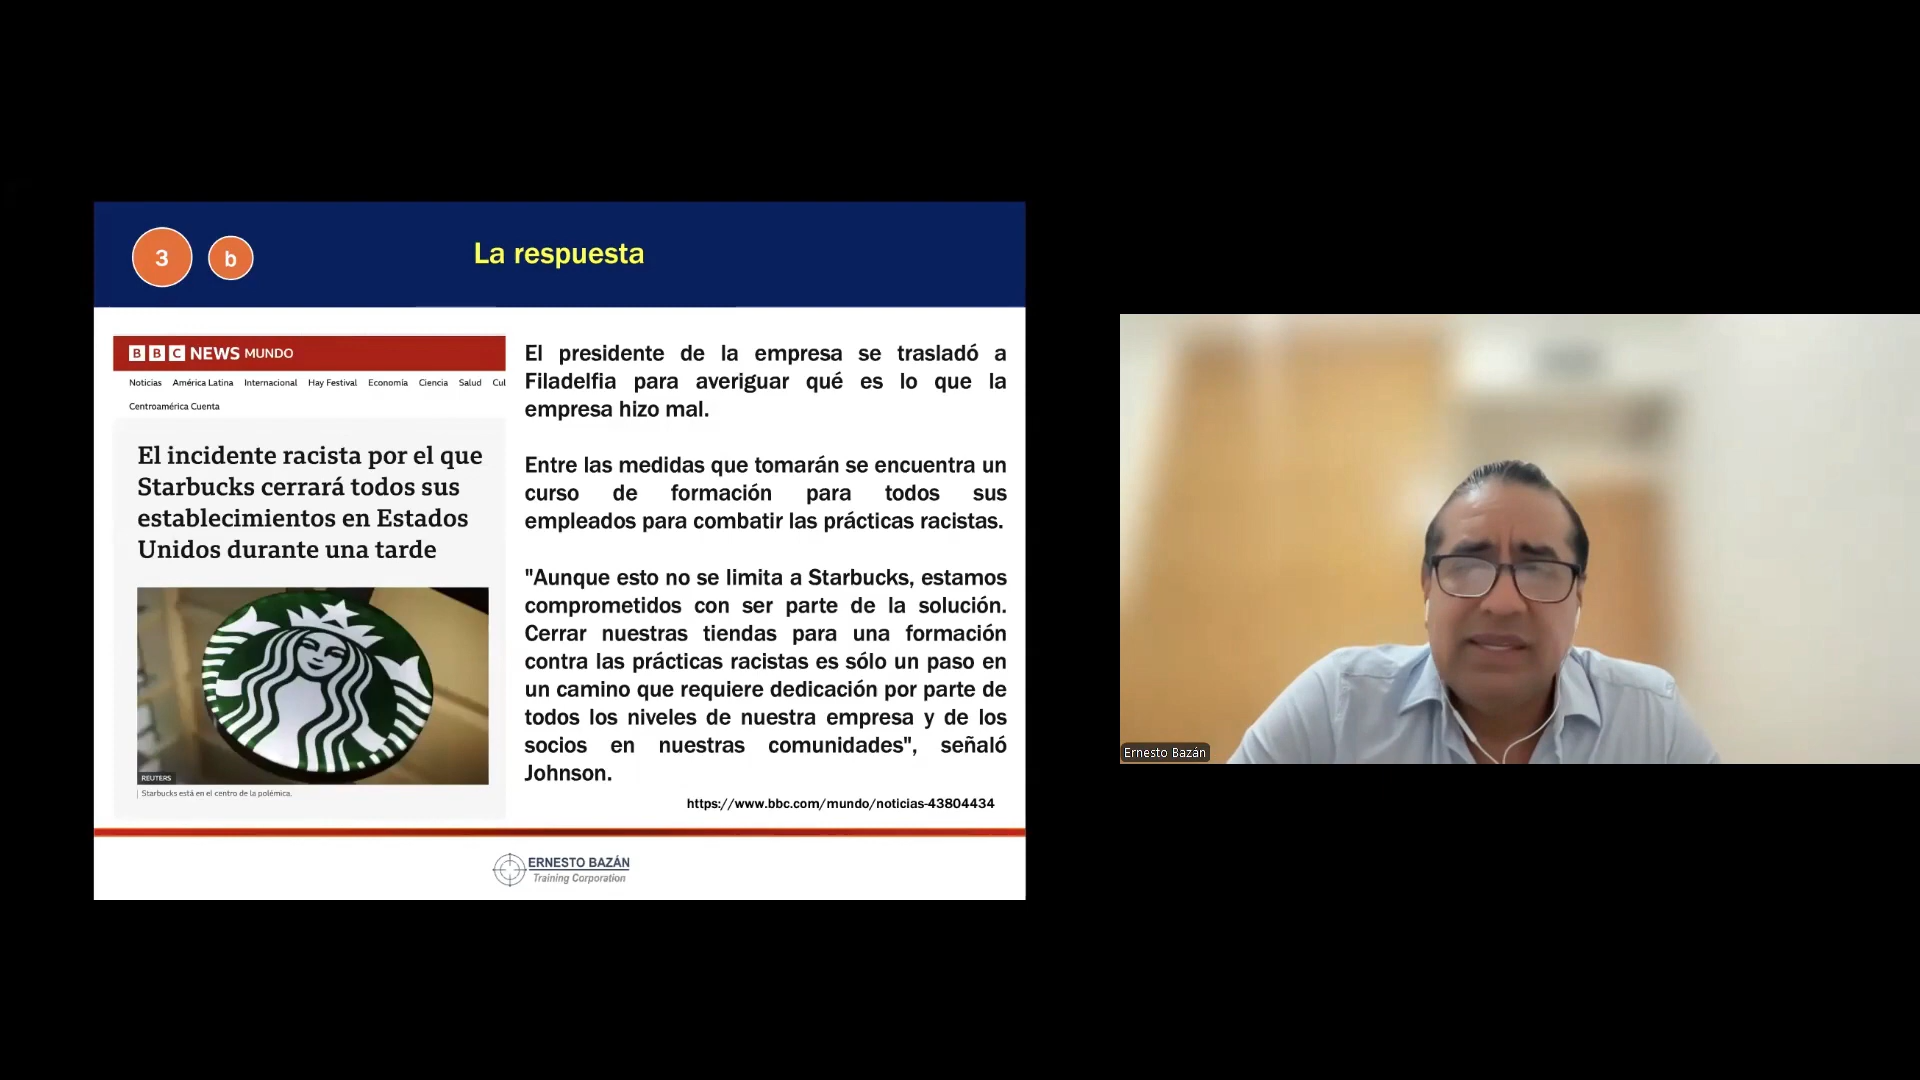 3
b
La respuesta
BBC NEWS MUNDO
Noticias América Latina Internacional Hay Festival Economía Ciencia Salud Cul
Centroamérica Cuenta
El incidente racista por el que
Starbucks cerrará todos sus
establecimientos en Estados
Unidos durante una tarde
REUTERS
Starbucks está en el centro de la polémica.
El presidente de la empresa se trasladó a
Filadelfia para averiguar qué es lo que la
empresa hizo mal.
Entre las medidas que tomarán se encuentra un
curso de formación para todos sus
empleados para combatir las prácticas racistas.
"Aunque esto no se limita a Starbucks, estamos
comprometidos con ser parte de la solución.
Cerrar nuestras tiendas para una formación
contra las prácticas racistas es sólo un paso en
un camino que requiere dedicación por parte de
todos los niveles de nuestra empresa y de los
socios en nuestras comunidades", señaló
Johnson.
https://www.bbc.com/mundo/noticias-43804434
ERNESTO BAZÁN
Training Corporation
Ernesto Bazán